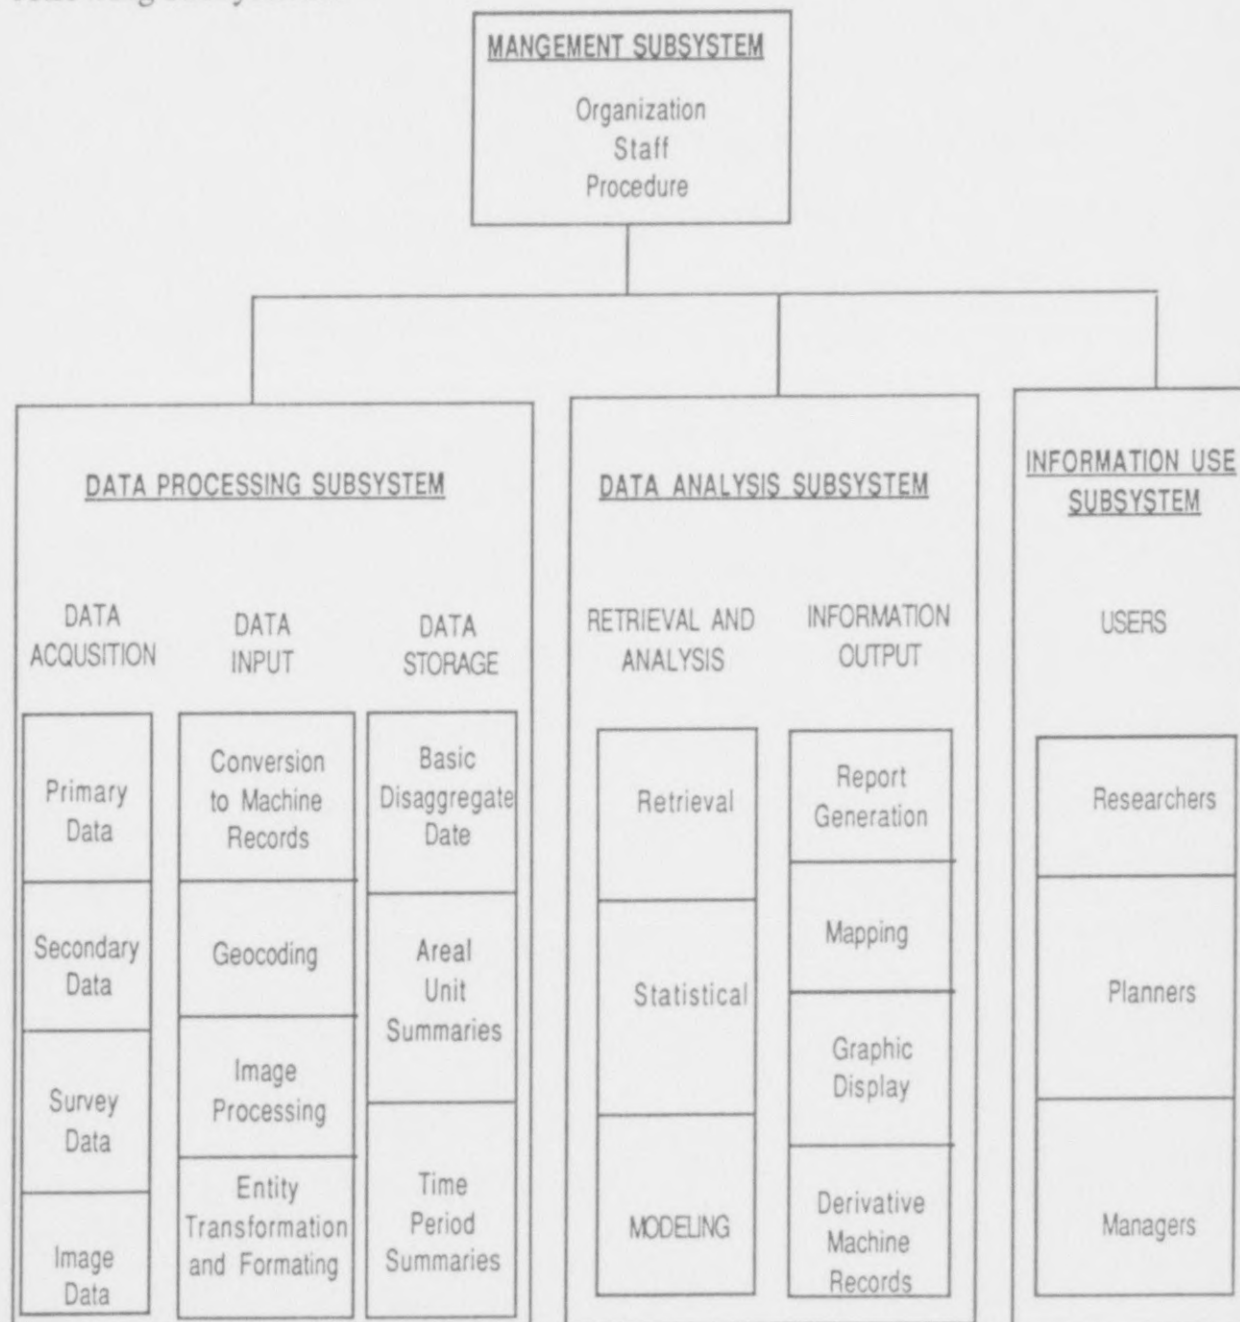 MANGEMENT SUBSYSTEM
Organization
Staff
Procedure
DATA PROCESSING SUBSYSTEM
DATA
ACQUSITION
DATA
INPUT
DATA
STORAGE
Primary
Data
Secondary
Data
Survey
Data
Image
Data
Conversion
to Machine
Records
Geocoding
Image
Processing
Entity
Transformation
and Formating
Basic
Disaggregate
Date
Areal
Unit
Summaries
Time
Period
Summaries
DATA ANALYSIS SUBSYSTEM
RETRIEVAL AND
ANALYSIS
INFORMATION
OUTPUT
Retrieval
Statistical
MODELING
Report
Generation
Mapping
Graphic
Display
Derivative
Machine
Records
INFORMATION USE
SUBSYSTEM
USERS
Researchers
Planners
Managers